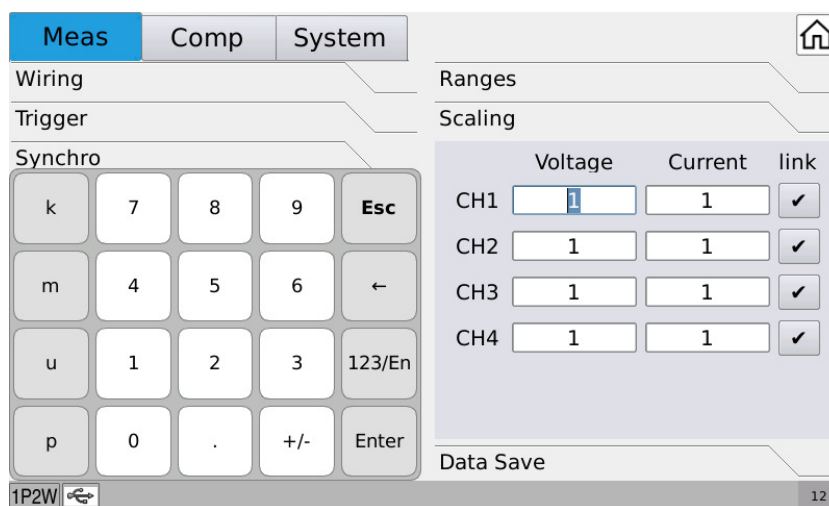 Meas Comp System
Wiring
Trigger
Synchro
k 7 8 9 Esc
m 4 5 6 ←
u 1 2 3 123/En
p 0 . +/- Enter
Ranges
Scaling
Voltage Current link
CH1 1 1 ✔
CH2 1 1 ✔
CH3 1 1 ✔
CH4 1 1 ✔
Data Save
1P2W 12